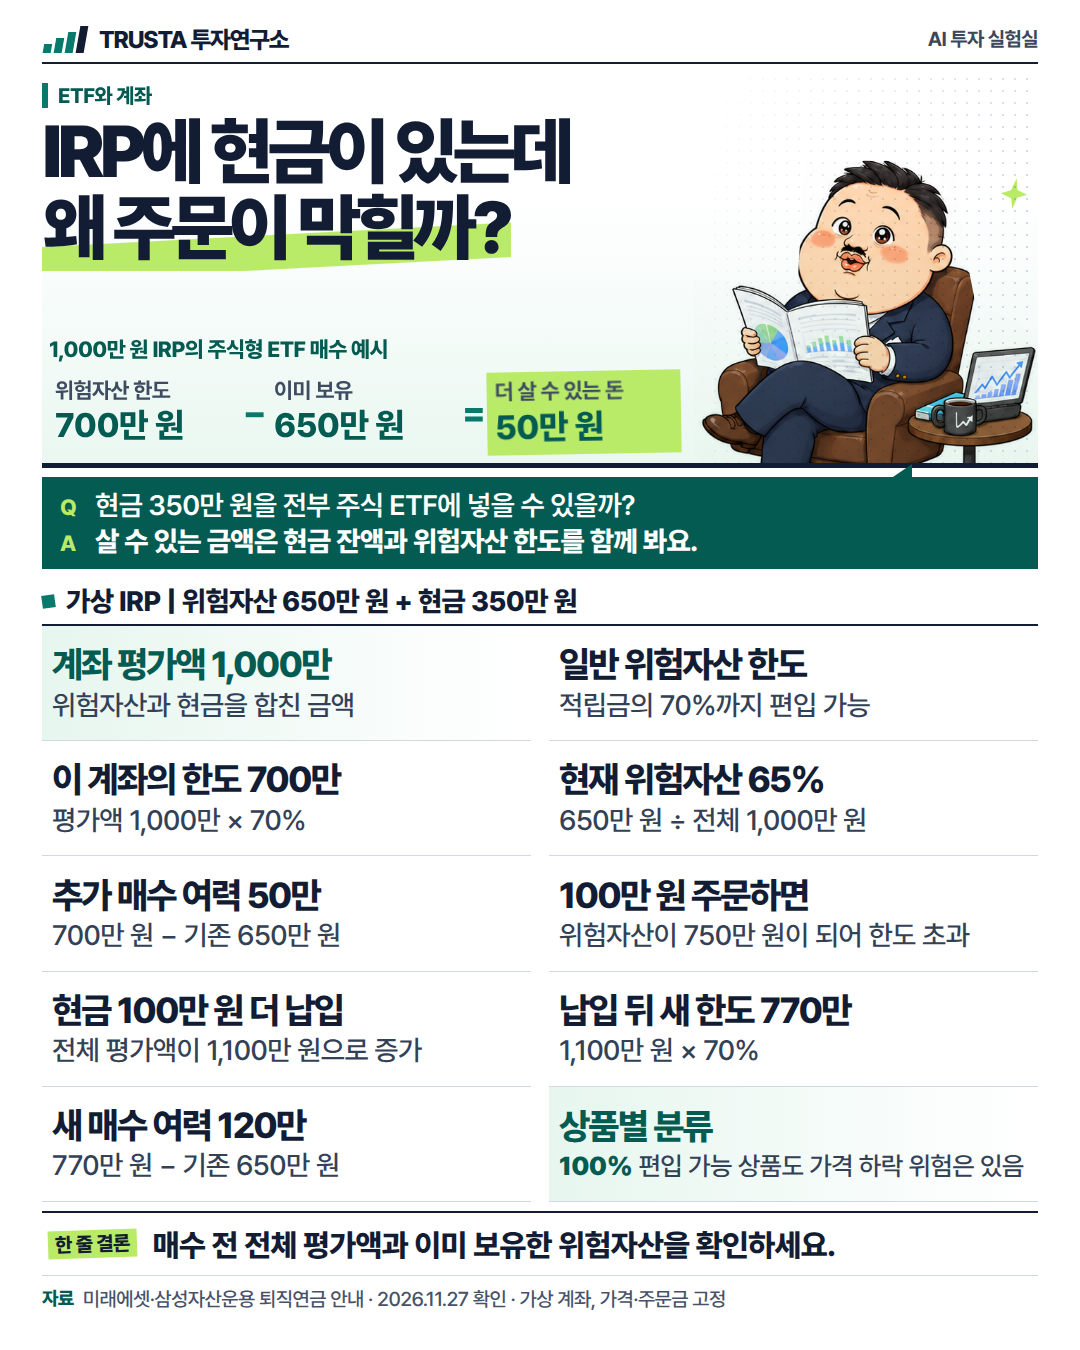 TRUSTA 투자연구소
AI 투자 실험실
ETF와 계좌
IRP에 현금이 있는데
왜 주문이 막힐까?
1,000만 원 IRP의 주식형 ETF 매수 예시
위험자산 한도
700만 원
−
이미 보유
650만 원
=
더 살 수 있는 돈
50만 원
Q 현금 350만 원을 전부 주식 ETF에 넣을 수 있을까?
A 살 수 있는 금액은 현금 잔액과 위험자산 한도를 함께 봐요.
가상 IRP | 위험자산 650만 원 + 현금 350만 원
계좌 평가액 1,000만
위험자산과 현금을 합친 금액
일반 위험자산 한도
적립금의 70%까지 편입 가능
이 계좌의 한도 700만
평가액 1,000만 × 70%
현재 위험자산 65%
650만 원 ÷ 전체 1,000만 원
추가 매수 여력 50만
700만 원 − 기존 650만 원
100만 원 주문하면
위험자산이 750만 원이 되어 한도 초과
현금 100만 원 더 납입
전체 평가액이 1,100만 원으로 증가
납입 뒤 새 한도 770만
1,100만 원 × 70%
새 매수 여력 120만
770만 원 − 기존 650만 원
상품별 분류
100% 편입 가능 상품도 가격 하락 위험은 있음
한 줄 결론 매수 전 전체 평가액과 이미 보유한 위험자산을 확인하세요.
자료 미래에셋·삼성자산운용 퇴직연금 안내 · 2026.11.27 확인 · 가상 계좌, 가격·주문금 고정